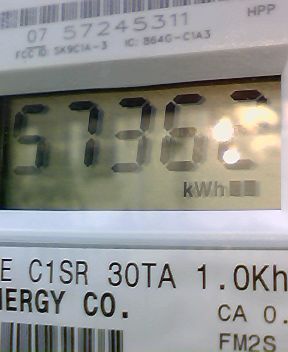 HPP
07 57245311
FCC ID: SK9C1A-3 IC: 864G-C1A3
57362
kWh
E C1SR 30TA 1.0Kh
NERGY CO.
CA 0.
FM2S